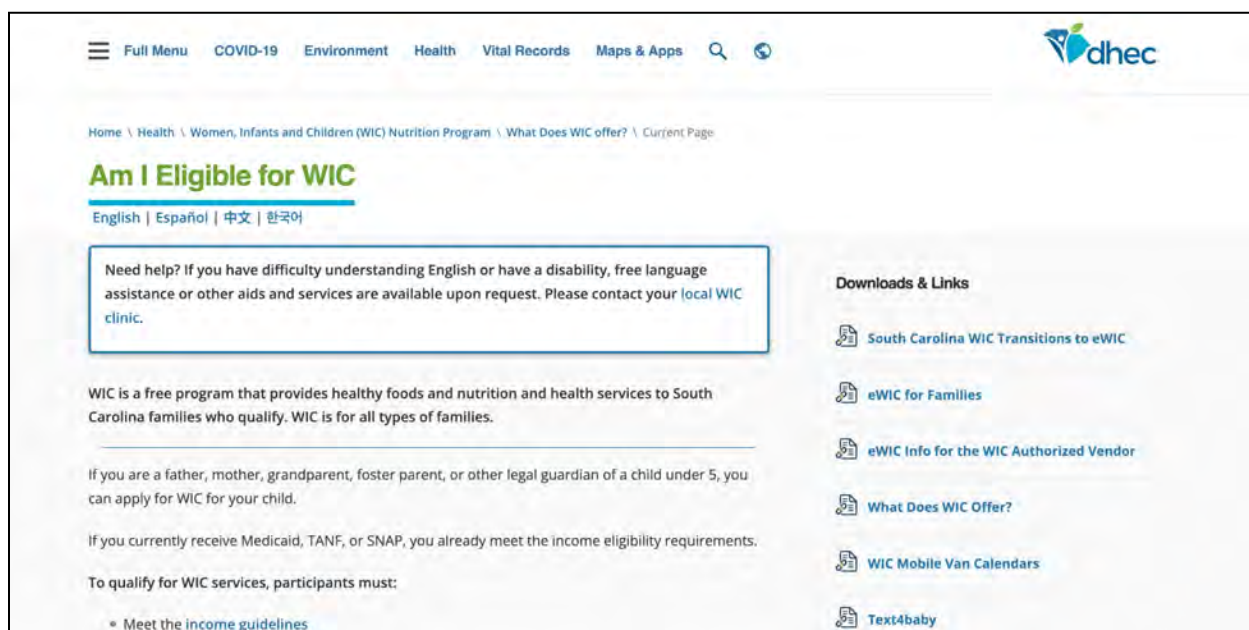 Full Menu COVID-19 Environment Health Vital Records Maps & Apps
dhec
Home \ Health \ Women, Infants and Children (WIC) Nutrition Program \ What Does WIC offer? \ Current Page
Am I Eligible for WIC
English | Español | 中文 | 한국어
Need help? If you have difficulty understanding English or have a disability, free language
assistance or other aids and services are available upon request. Please contact your local WIC
clinic.
WIC is a free program that provides healthy foods and nutrition and health services to South
Carolina families who qualify. WIC is for all types of families.
If you are a father, mother, grandparent, foster parent, or other legal guardian of a child under 5, you
can apply for WIC for your child.
If you currently receive Medicaid, TANF, or SNAP, you already meet the income eligibility requirements.
To qualify for WIC services, participants must:
• Meet the income guidelines
Downloads & Links
South Carolina WIC Transitions to eWIC
eWIC for Families
eWIC Info for the WIC Authorized Vendor
What Does WIC Offer?
WIC Mobile Van Calendars
Text4baby